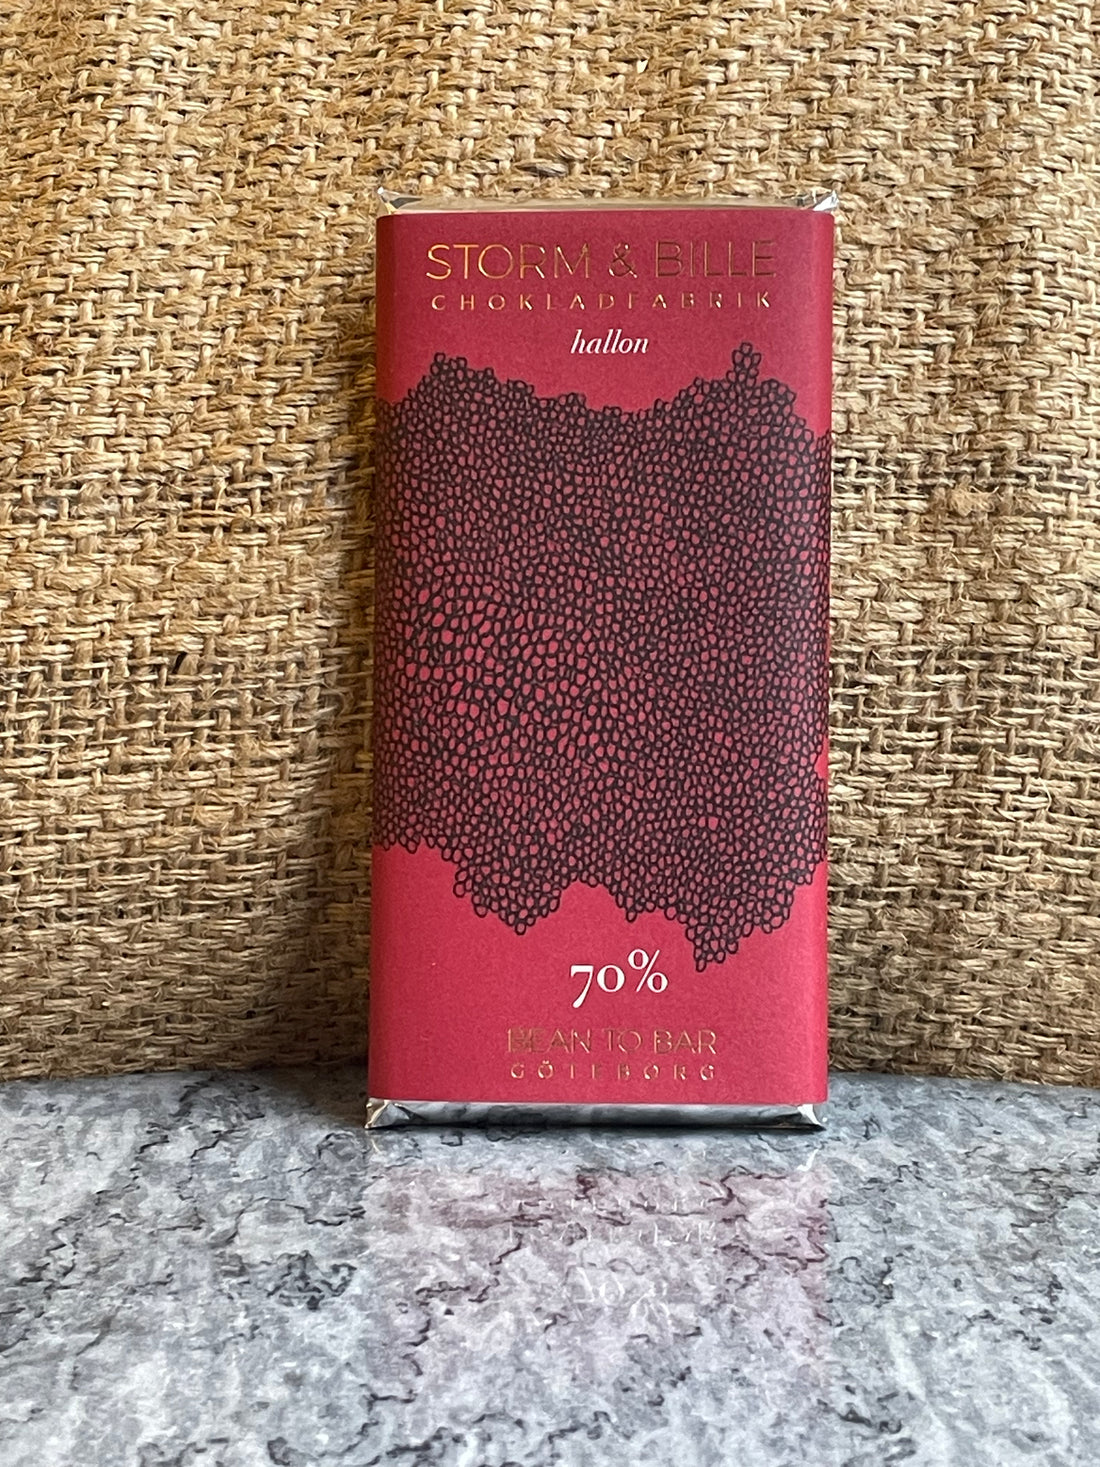 STORM & BILLE
CHOKLADFABRIK
hallon
70%
BEAN TO BAR
GÖTEBORG